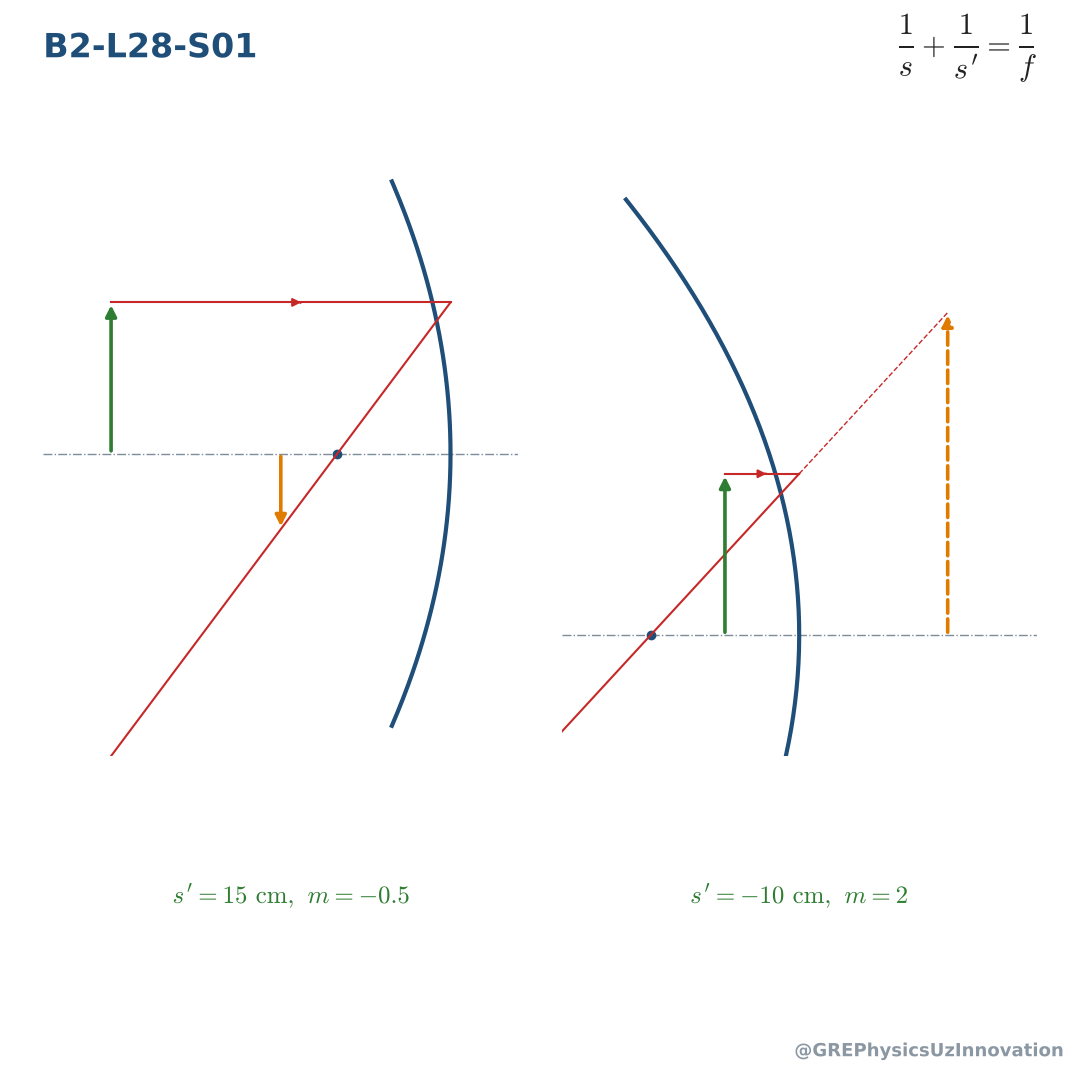 B2-L28-S01
1/s + 1/s′ = 1/f
s′ = 15 cm, m = −0.5
s′ = −10 cm, m = 2
@GREPhysicsUzInnovation